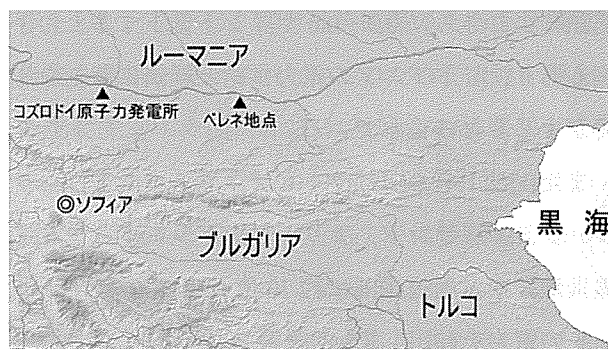 ルーマニア
コズロドイ原子力発電所
ベレネ地点
◎ソフィア
黒 海
ブルガリア
トルコ